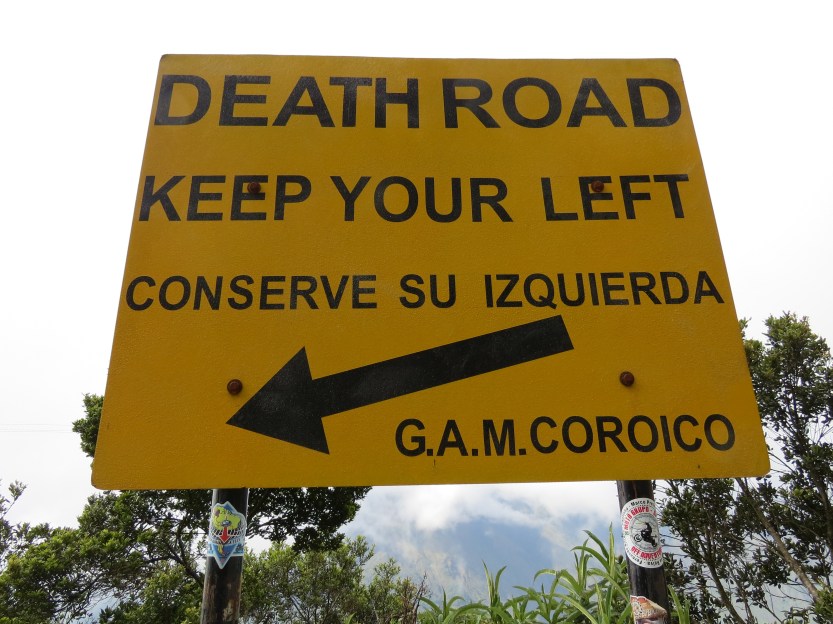 DEATH ROAD
KEEP YOUR LEFT
CONSERVE SU IZQUIERDA
G.A.M.COROICO